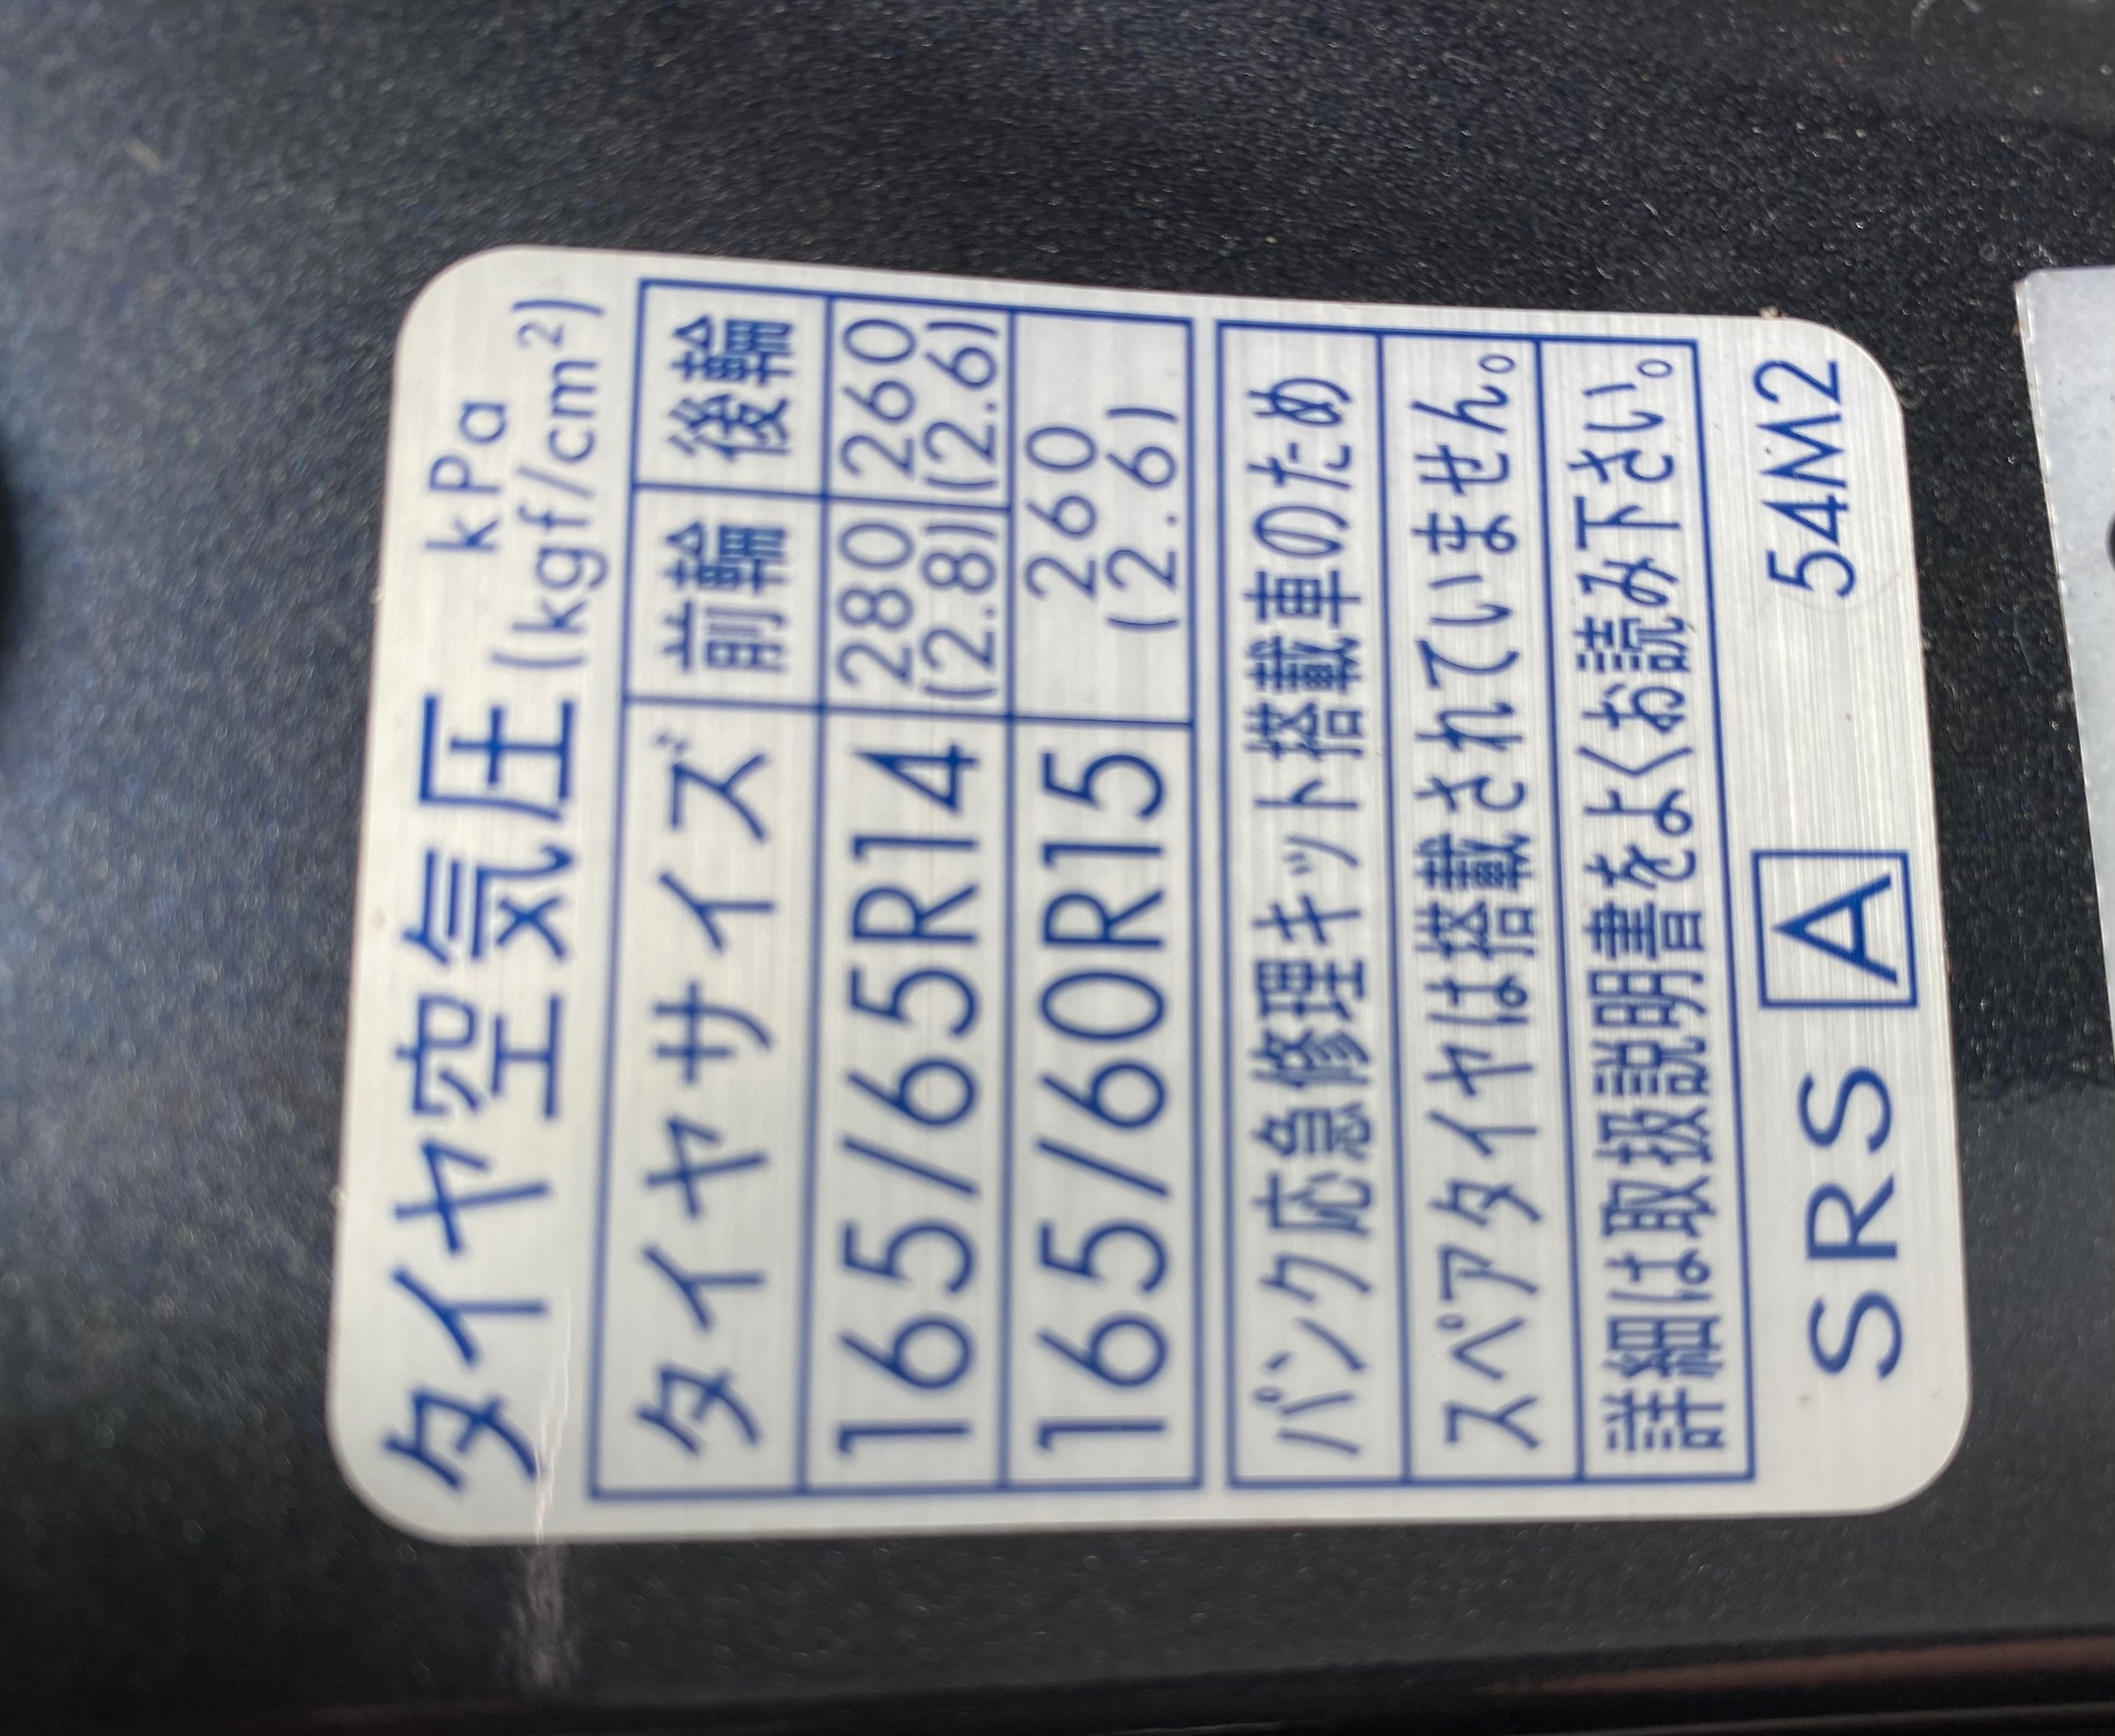 タイヤ空気圧 kPa (kgf/cm²)
タイヤサイズ 前輪 後輪
165/65R14 280 (2.8) 260 (2.6)
165/60R15 260 (2.6)
パンク応急修理キット搭載車のため
スペアタイヤは搭載されていません。
詳細は取扱説明書をよくお読み下さい。
SRS A 54M2